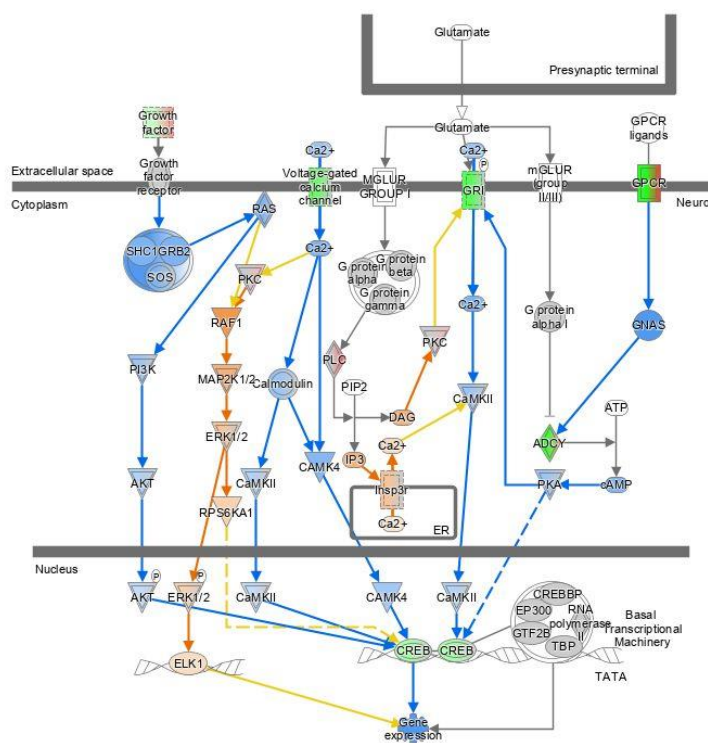 Glutamate
Presynaptic terminal
Growth
factor
Ca2+
Glutamate
Ca2+
P
GPCR
ligands
Extracellular space
Growth
factor
receptor
Voltage-gated
calcium
channel
MGLUR
GROUP I
GRI
mGLUR (group
II/III)
GPCR
Neuro
Cytoplasm
RAS
SHC1
GRB2
SOS
Ca2+
PKC
G protein
alpha
G protein
beta
G protein
gamma
RAF1
Ca2+
G protein
alpha I
GNAS
PKC
PLC
PI3K
MAP2K1/2
Calmodulin
PIP2
CaMKII
DAG
ATP
ERK1/2
Ca2+
ADCY
IP3
CAMK4
AKT
CaMKII
Insp3r
PKA
cAMP
RPS6KA1
Ca2+
ER
Nucleus
P
P
AKT
ERK1/2
CaMKII
CAMK4
CaMKII
CREBBP
EP300
RNA
polymerase
II
GTF2B
TBP
Basal
Transcriptional
Machinery
CREB
CREB
ELK1
TATA
Gene
expression